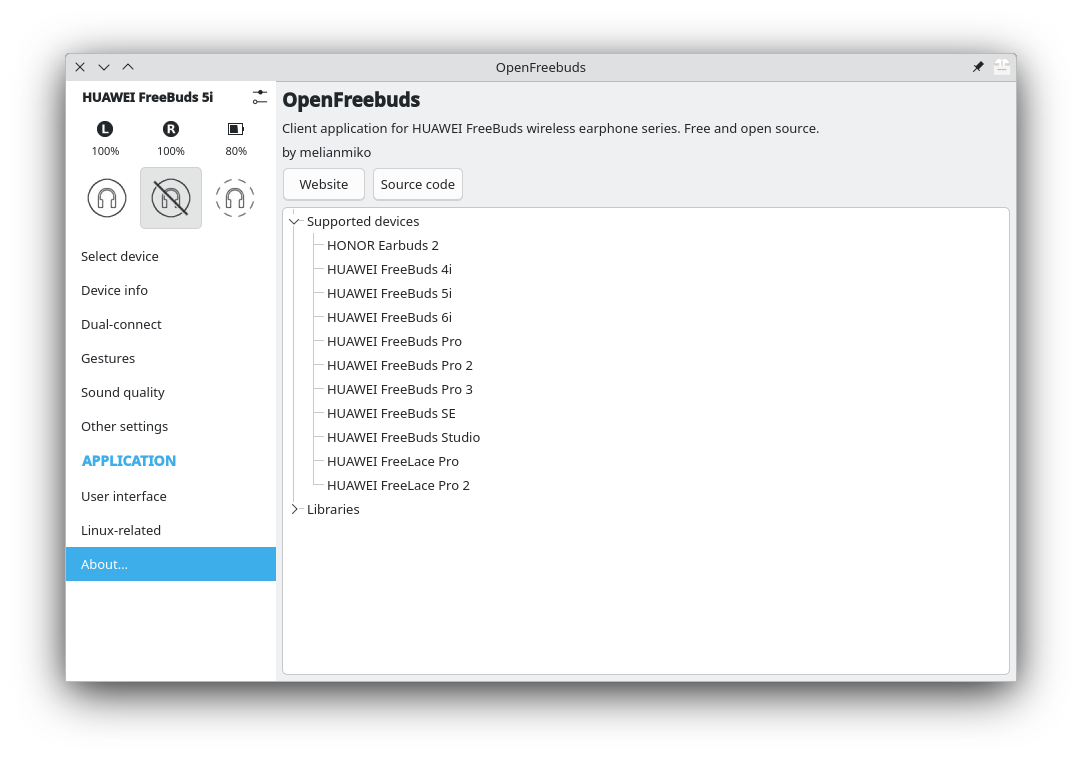 OpenFreebuds
HUAWEI FreeBuds 5i
L
R
100%
100%
80%
Select device
Device info
Dual-connect
Gestures
Sound quality
Other settings
APPLICATION
User interface
Linux-related
About...
OpenFreebuds
Client application for HUAWEI FreeBuds wireless earphone series. Free and open source.
by melianmiko
Website
Source code
Supported devices
HONOR Earbuds 2
HUAWEI FreeBuds 4i
HUAWEI FreeBuds 5i
HUAWEI FreeBuds 6i
HUAWEI FreeBuds Pro
HUAWEI FreeBuds Pro 2
HUAWEI FreeBuds Pro 3
HUAWEI FreeBuds SE
HUAWEI FreeBuds Studio
HUAWEI FreeLace Pro
HUAWEI FreeLace Pro 2
Libraries